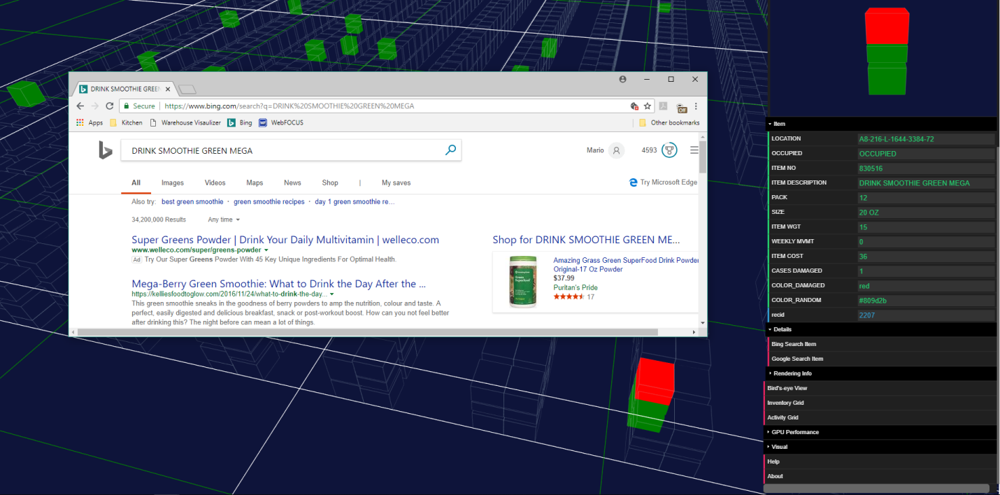 DRINK SMOOTHIE GREE
Secure
https://www.bing.com/search?q=DRINK%20SMOOTHIE%20GREEN%20MEGA
Off
Apps Kitchen Warehouse Visaulizer Bing WebFOCUS Other bookmarks
DRINK SMOOTHIE GREEN MEGA
Mario 4593
All Images Videos Maps News Shop | My saves
Try Microsoft Edge
Also try: best green smoothie · green smoothie recipes · day 1 green smoothie re...
34,200,000 Results Any time
Super Greens Powder | Drink Your Daily Multivitamin | welleco.com
www.welleco.com/super/greens-powder
Ad Try Our Super Greens Powder With 45 Key Unique Ingredients For Optimal Health.
Mega-Berry Green Smoothie: What to Drink the Day After the ...
https://kelliesfoodtoglow.com/2016/11/24/what-to-drink-the-day...
This green smoothie sneaks in the goodness of berry powders to amp the nutrition, colour and taste. A
perfect, easily digested and delicious breakfast, snack or post-workout boost. How can you not feel better
after drinking this? The night before can mean a lot of things.
Shop for DRINK SMOOTHIE GREEN ME...
Green
Superfood
Amazing Grass Green SuperFood Drink Powder
Original-17 Oz Powder
$37.99
Puritan's Pride
17
Item
LOCATION A8-216-L-1644-3384-72
OCCUPIED OCCUPIED
ITEM NO 830516
ITEM DESCRIPTION DRINK SMOOTHIE GREEN MEGA
PACK 12
SIZE 20 OZ
ITEM WGT 15
WEEKLY MVMT 0
ITEM COST 36
CASES DAMAGED 1
COLOR_DAMAGED red
COLOR_RANDOM #809d2b
recid 2207
Details
Bing Search Item
Google Search Item
Rendering Info
Bird's-eye View
Inventory Grid
Activity Grid
GPU Performance
Visual
Help
About